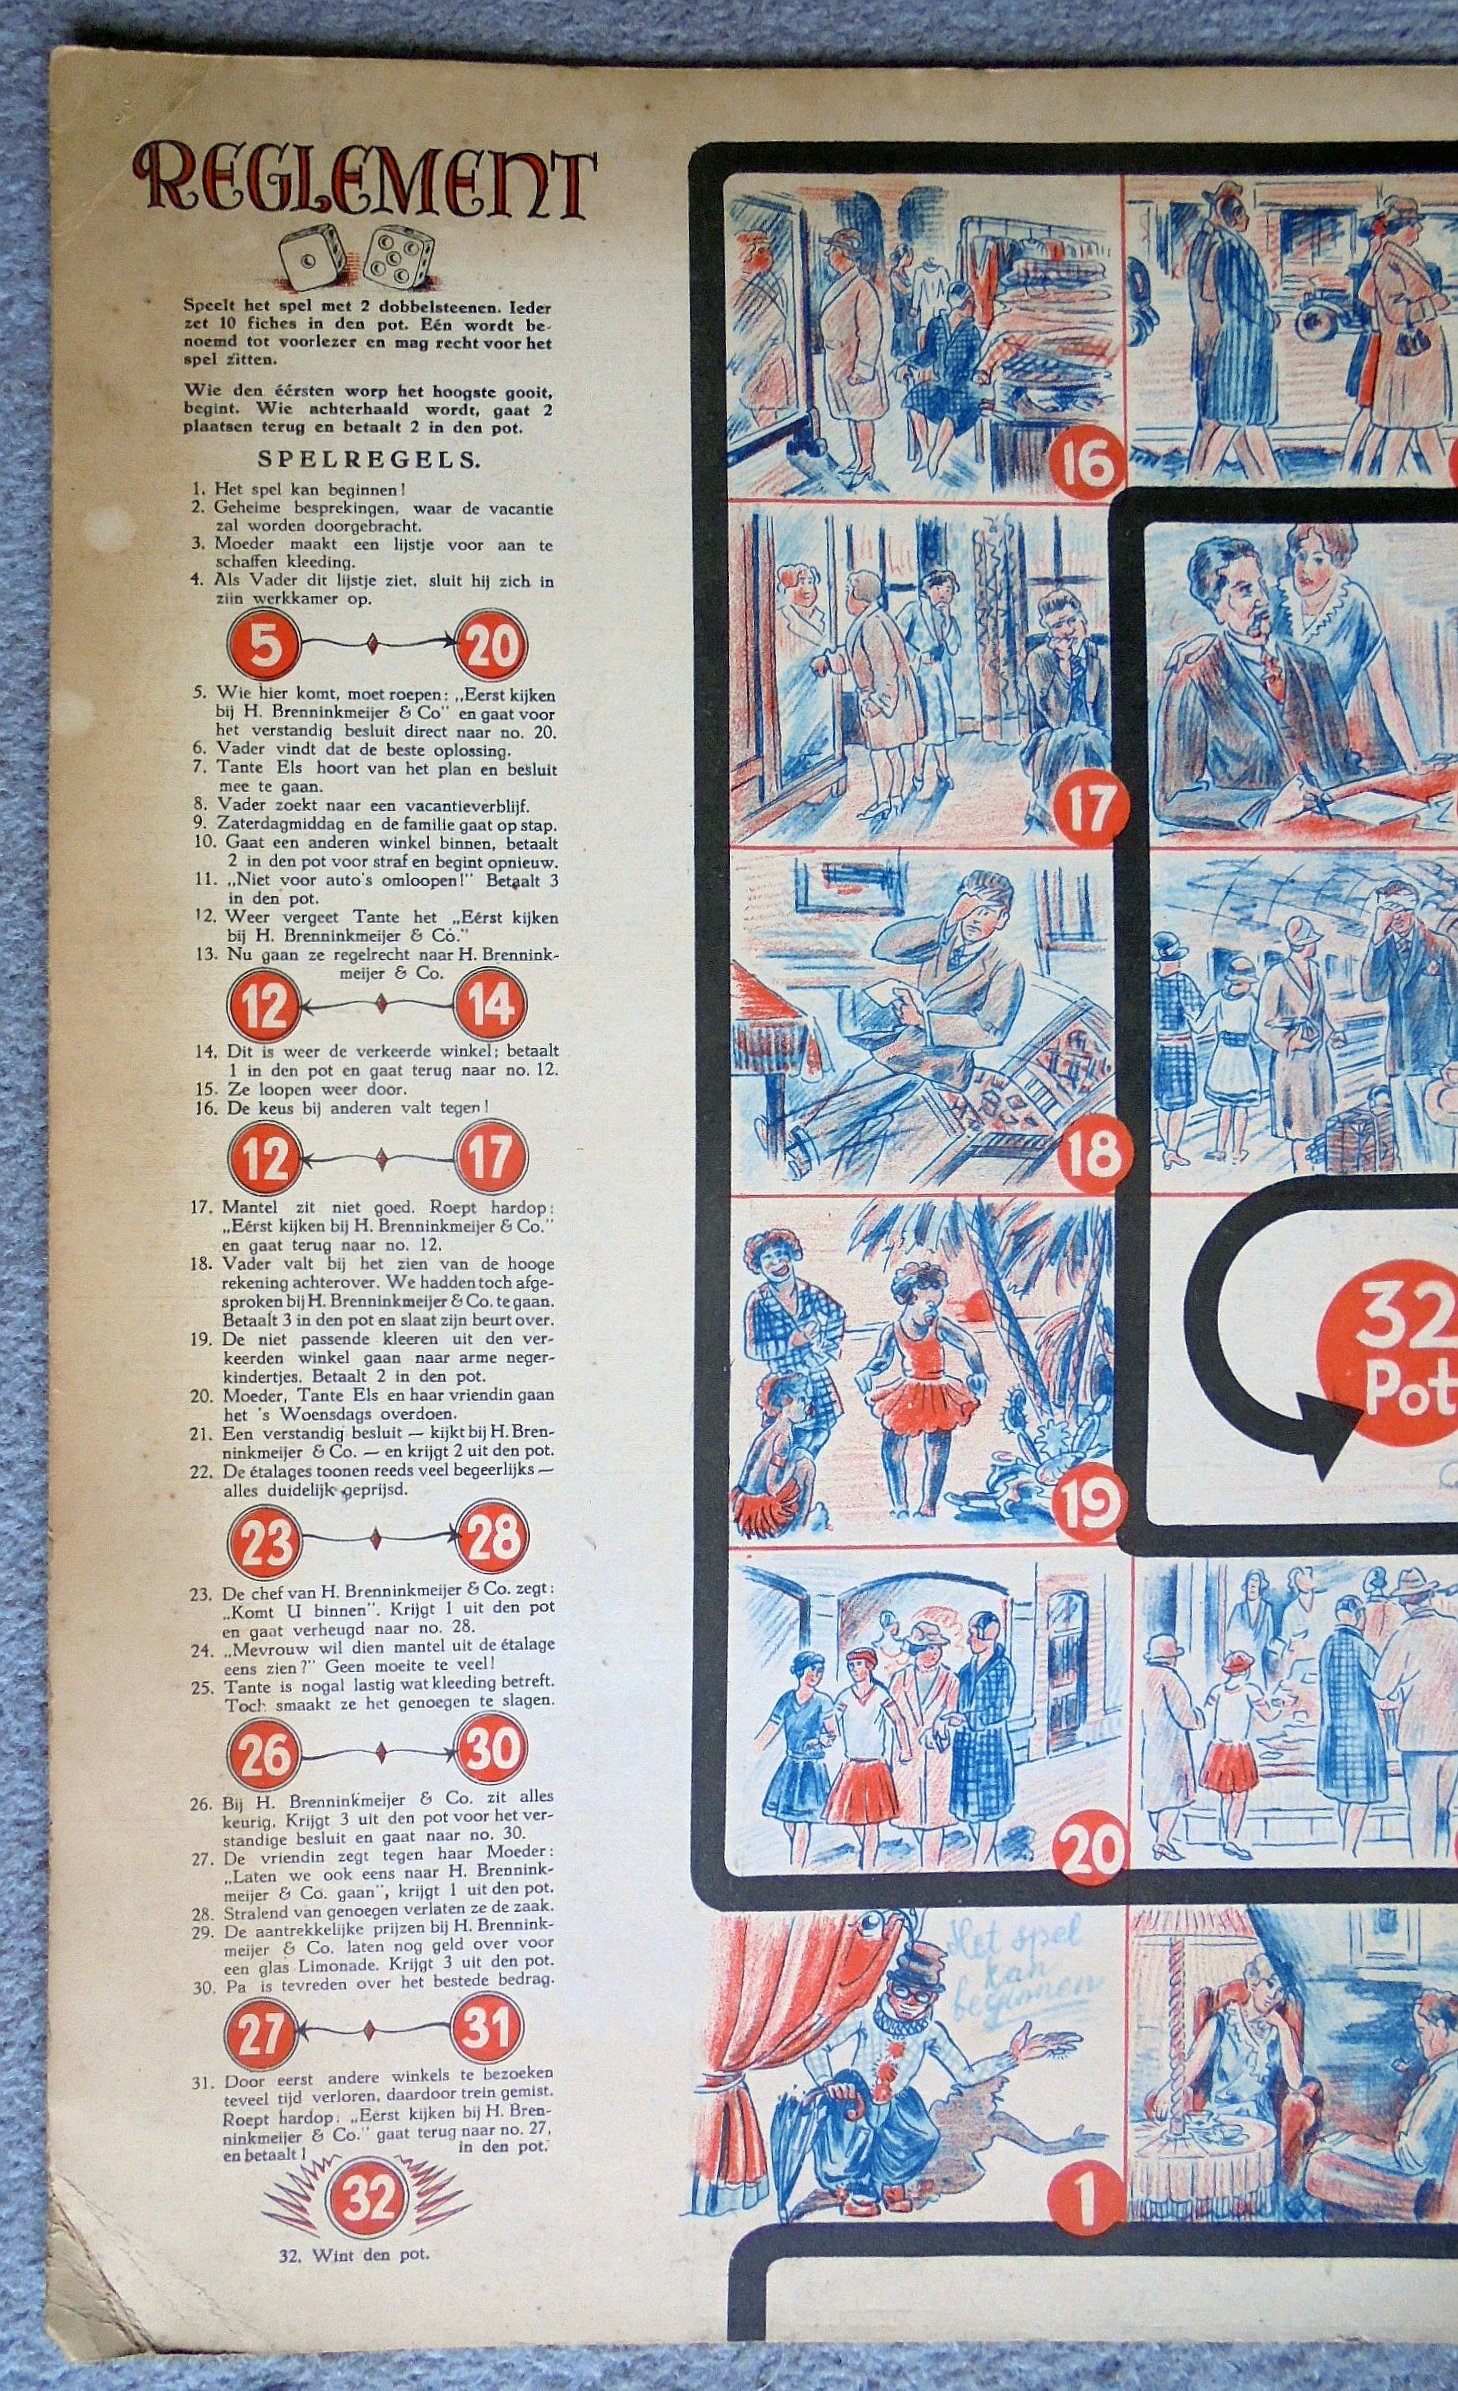 REGLEMENT
Speelt het spel met 2 dobbelsteenen. Ieder
zet 10 fiches in den pot. Eén wordt be-
noemd tot voorlezer en mag recht voor het
spel zitten.
Wie den éérsten worp het hoogste gooit,
begint. Wie achterhaald wordt, gaat 2
plaatsen terug en betaalt 2 in den pot.
SPELREGELS.
1. Het spel kan beginnen!
2. Geheime besprekingen, waar de vacantie
zal worden doorgebracht.
3. Moeder maakt een lijstje voor aan te
schaffen kleeding.
4. Als Vader dit lijstje ziet, sluit hij zich in
zijn werkkamer op.
5 20
5. Wie hier komt, moet roepen: „Eerst kijken
bij H. Brenninkmeijer & Co" en gaat voor
het verstandig besluit direct naar no. 20.
6. Vader vindt dat de beste oplossing.
7. Tante Els hoort van het plan en besluit
mee te gaan.
8. Vader zoekt naar een vacantieverblijf.
9. Zaterdagmiddag en de familie gaat op stap.
10. Gaat een anderen winkel binnen, betaalt
2 in den pot voor straf en begint opnieuw.
11. „Niet voor auto's omloopen!" Betaalt 3
in den pot.
12. Weer vergeet Tante het „Eérst kijken
bij H. Brenninkmeijer & Co."
13. Nu gaan ze regelrecht naar H. Brennink-
meijer & Co.
12 14
14. Dit is weer de verkeerde winkel; betaalt
1 in den pot en gaat terug naar no. 12.
15. Ze loopen weer door.
16. De keus bij anderen valt tegen!
12 17
17. Mantel zit niet goed. Roept hardop:
„Eérst kijken bij H. Brenninkmeijer & Co."
en gaat terug naar no. 12.
18. Vader valt bij het zien van de hooge
rekening achterover. We hadden toch afge-
sproken bij H. Brenninkmeijer & Co. te gaan.
Betaalt 3 in den pot en slaat zijn beurt over.
19. De niet passende kleeren uit den ver-
keerden winkel gaan naar arme neger-
kindertjes. Betaalt 2 in den pot.
20. Moeder, Tante Els en haar vriendin gaan
het 's Woensdags overdoen.
21. Een verstandig besluit — kijkt bij H. Bren-
ninkmeijer & Co. — en krijgt 2 uit den pot.
22. De étalages toonen reeds veel begeerlijks —
alles duidelijk geprijsd.
23 28
23. De chef van H. Brenninkmeijer & Co. zegt:
„Komt U binnen". Krijgt 1 uit den pot
en gaat verheugd naar no. 28.
24. „Mevrouw wil dien mantel uit de étalage
eens zien?" Geen moeite te veel!
25. Tante is nogal lastig wat kleeding betreft.
Toch smaakt ze het genoegen te slagen.
26 30
26. Bij H. Brenninkmeijer & Co. zit alles
keurig. Krijgt 3 uit den pot voor het ver-
standige besluit en gaat naar no. 30.
27. De vriendin zegt tegen haar Moeder:
„Laten we ook eens naar H. Brennink-
meijer & Co. gaan", krijgt 1 uit den pot.
28. Stralend van genoegen verlaten ze de zaak.
29. De aantrekkelijke prijzen bij H. Brennink-
meijer & Co. laten nog geld over voor
een glas Limonade. Krijgt 3 uit den pot.
30. Pa is tevreden over het bestede bedrag.
27 31
31. Door eerst andere winkels te bezoeken
teveel tijd verloren, daardoor trein gemist.
Roept hardop: „Eérst kijken bij H. Bren-
ninkmeijer & Co." gaat terug naar no. 27,
en betaalt 1 in den pot.
32
32. Wint den pot.
16
17
18
19
20
32
Pot
Het spel
kan
beginnen
1